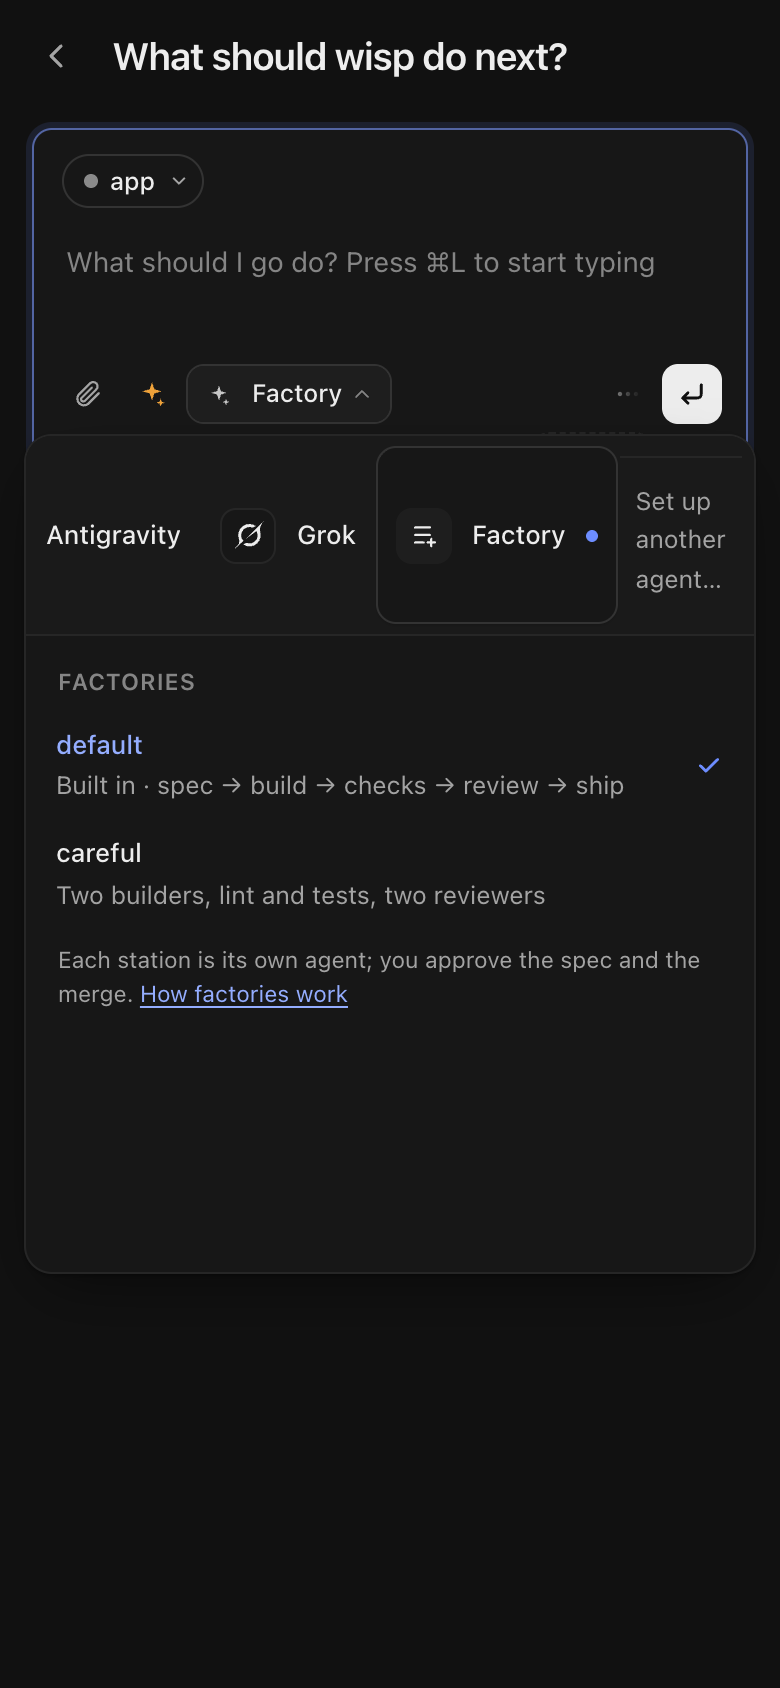 What should wisp do next?
app
What should I go do? Press ⌘L to start typing
Factory
Antigravity
Grok
Factory
Set up
another
agent...
FACTORIES
default
Built in · spec → build → checks → review → ship
careful
Two builders, lint and tests, two reviewers
Each station is its own agent; you approve the spec and the
merge. How factories work